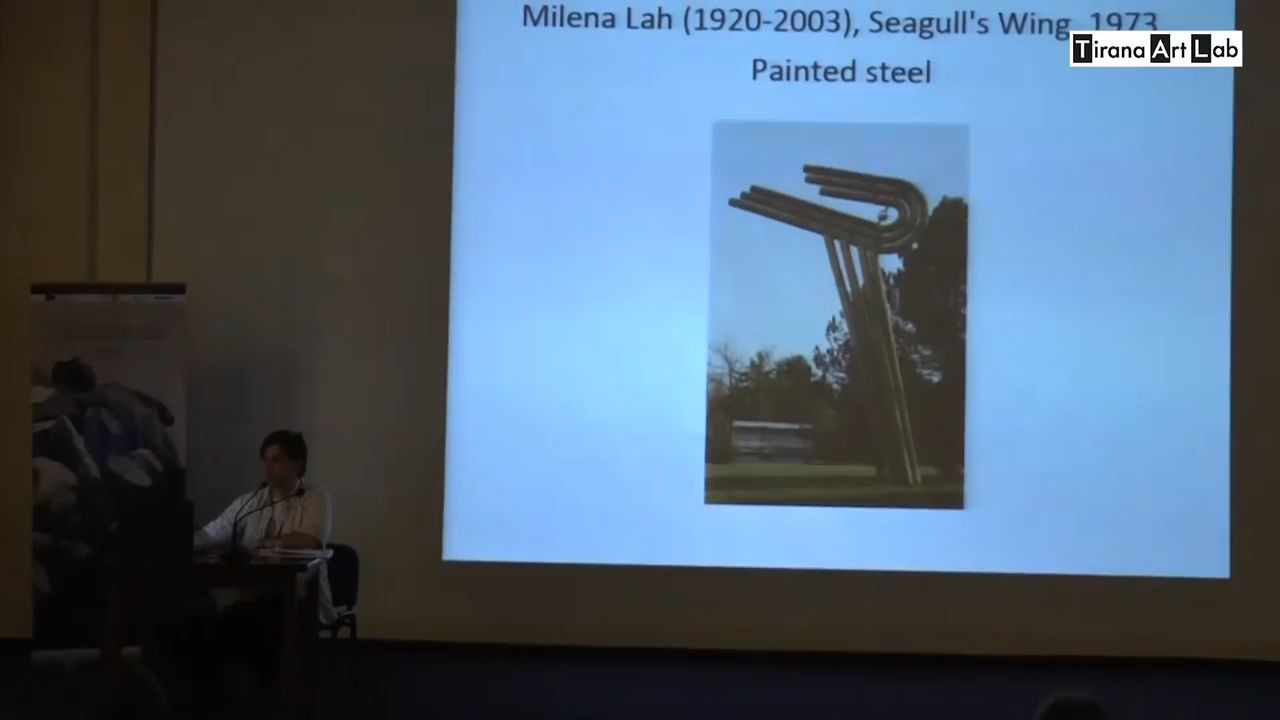 Milena Lah (1920-2003), Seagull's Wing, 1973
Tirana Art Lab
Painted steel